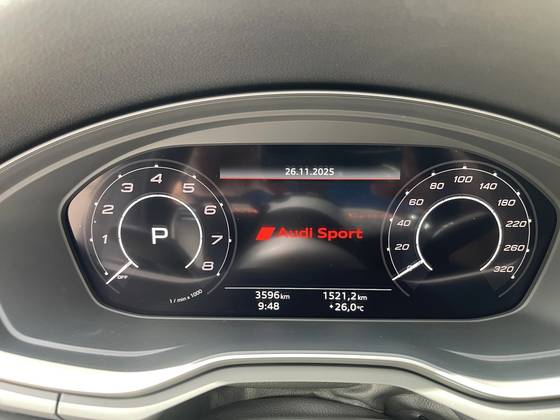 26.11.2025
1 2 3 4 5 6 7 8
P
OFF
1 / min x 1000
Audi Sport
20 60 80 100 140 180 220 260 320
3596km 1521,2km
9:48 +26,0°C